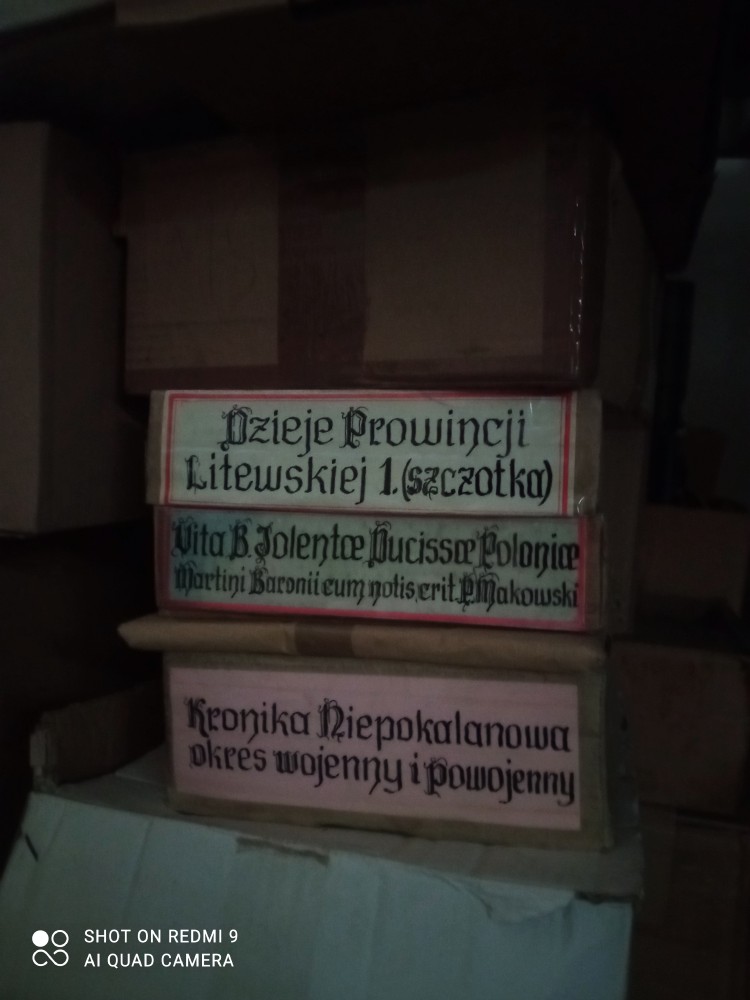 Dzieje Prowincji
Litewskiej 1.(szczotka)
Vita B. Jolentæ Ducissæ Poloniæ
Martini Baronii cum notis crit. P. Makowski
Kronika Niepokalanowa
okres wojenny i powojenny
SHOT ON REDMI 9
AI QUAD CAMERA